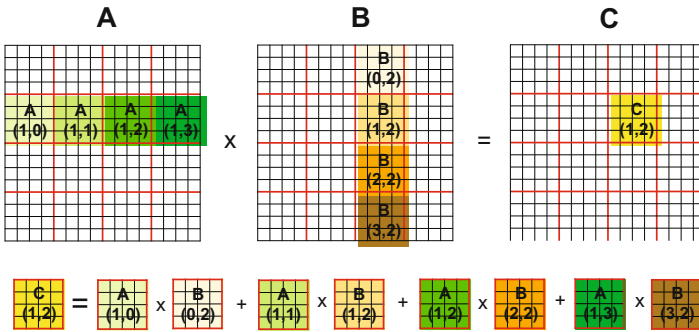 A B C
A A A A
(1,0) (1,1) (1,2) (1,3)
x
B
(0,2)
B
(1,2)
B
(2,2)
B
(3,2)
=
C
(1,2)
C = A x B + A x B + A x B + A x B
(1,2) (1,0) (0,2) (1,1) (1,2) (1,2) (2,2) (1,3) (3,2)